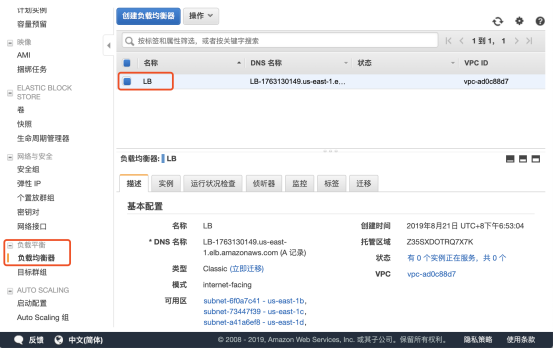 计划实例
容量预留
映像
AMI
捆绑任务
ELASTIC BLOCK
STORE
卷
快照
生命周期管理器
网络与安全
安全组
弹性 IP
个置放群组
密钥对
网络接口
负载平衡
负载均衡器
目标群组
AUTO SCALING
启动配置
Auto Scaling 组
创建负载均衡器 操作
按标签和属性筛选，或者按关键字搜索
1 到 1， 1
名称 DNS 名称 状态 VPC ID
LB LB-1763130149.us-east-1.e... vpc-ad0c88d7
负载均衡器: LB
描述 实例 运行状况检查 侦听器 监控 标签 迁移
基本配置
名称 LB 创建时间 2019年8月21日 UTC+8下午6:53:04
* DNS 名称 LB-1763130149.us-east-
1.elb.amazonaws.com (A 记录)
托管区域 Z35SXDOTRQ7X7K
类型 Classic (立即迁移) 状态 有 0 个实例正在服务，共 0 个
模式 internet-facing VPC vpc-ad0c88d7
可用区 subnet-6f0a7c41 - us-east-1b,
subnet-73447f39 - us-east-1c,
subnet-a41a6ef8 - us-east-1d,
反馈 中文(简体) © 2008 - 2019, Amazon Web Services, Inc. 或其子公司。保留所有权利。 隐私策略 使用条款